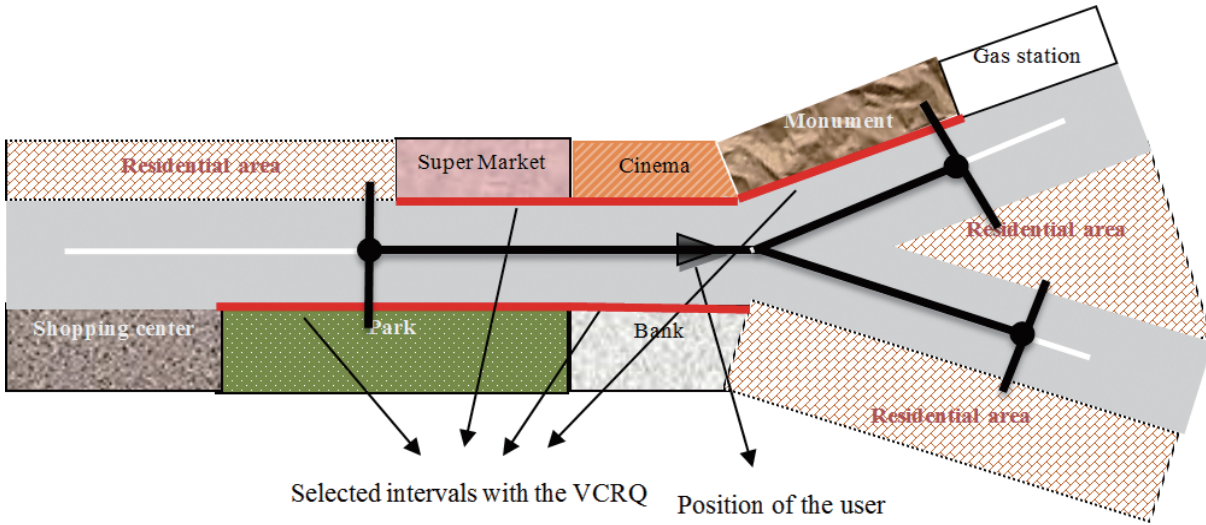 Gas station
Monument
Residential area
Super Market
Cinema
Residential area
Shopping center
Park
Bank
Residential area
Selected intervals with the VCRQ
Position of the user